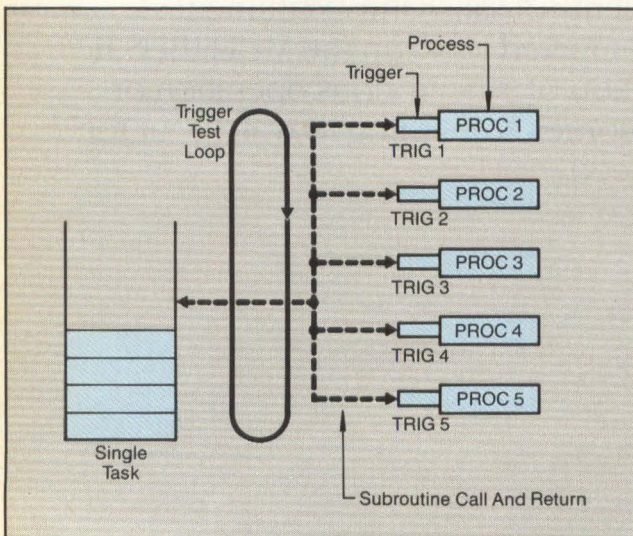 Process
Trigger
Trigger
Test
Loop
PROC 1
TRIG 1
PROC 2
TRIG 2
PROC 3
TRIG 3
PROC 4
TRIG 4
PROC 5
TRIG 5
Single
Task
Subroutine Call And Return